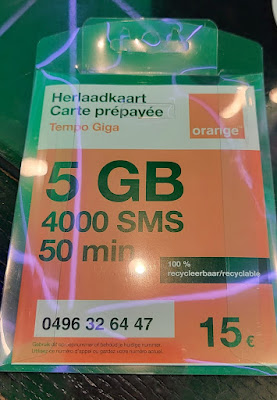 Herlaadkaart
Carte prépayée
Tempo Giga
orange
5 GB
4000 SMS
50 min
100 %
recycleerbaar/recyclable
0496 32 64 47
15€